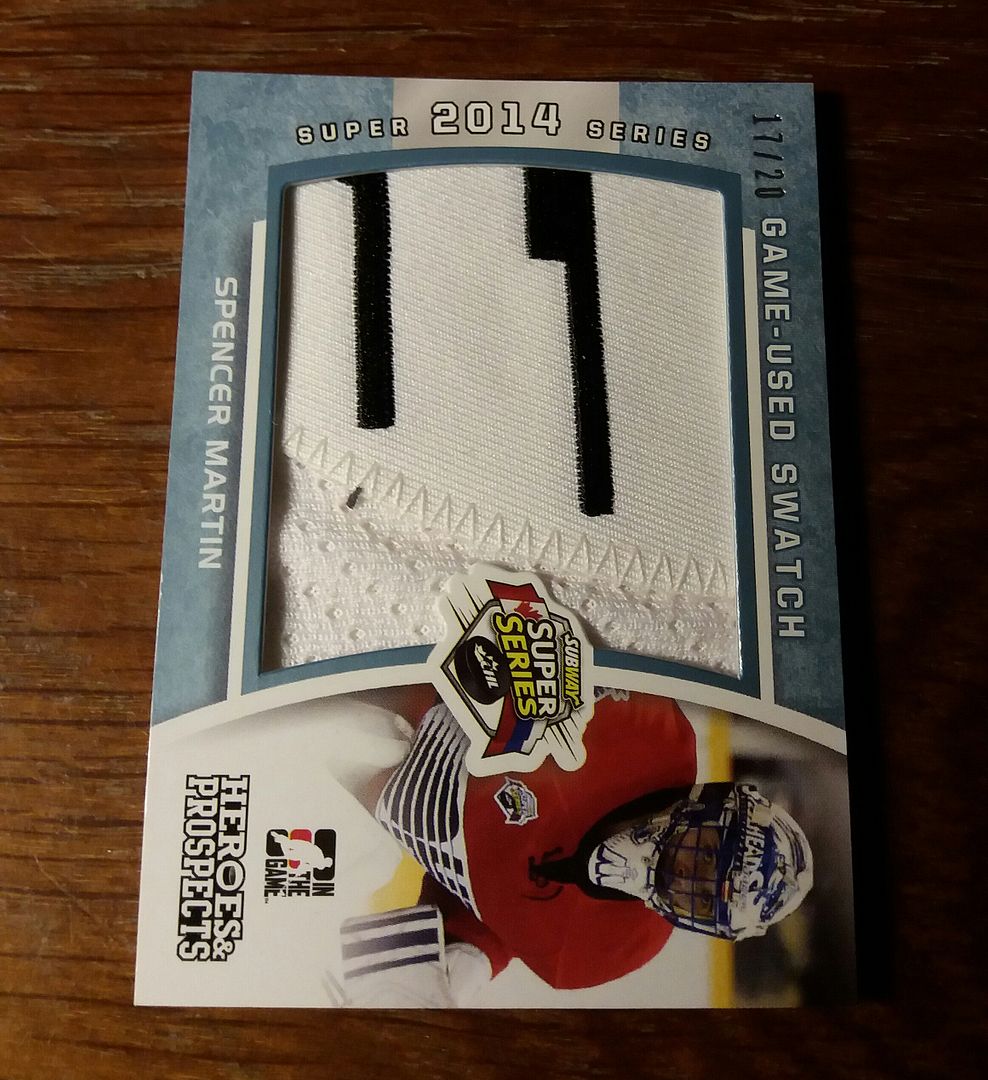 SUPER 2014 SERIES
17/20
GAME-USED SWATCH
SPENCER MARTIN
SUBWAY
SUPER
SERIES
CHL
HEROES &
PROSPECTS
IN
THE
GAME